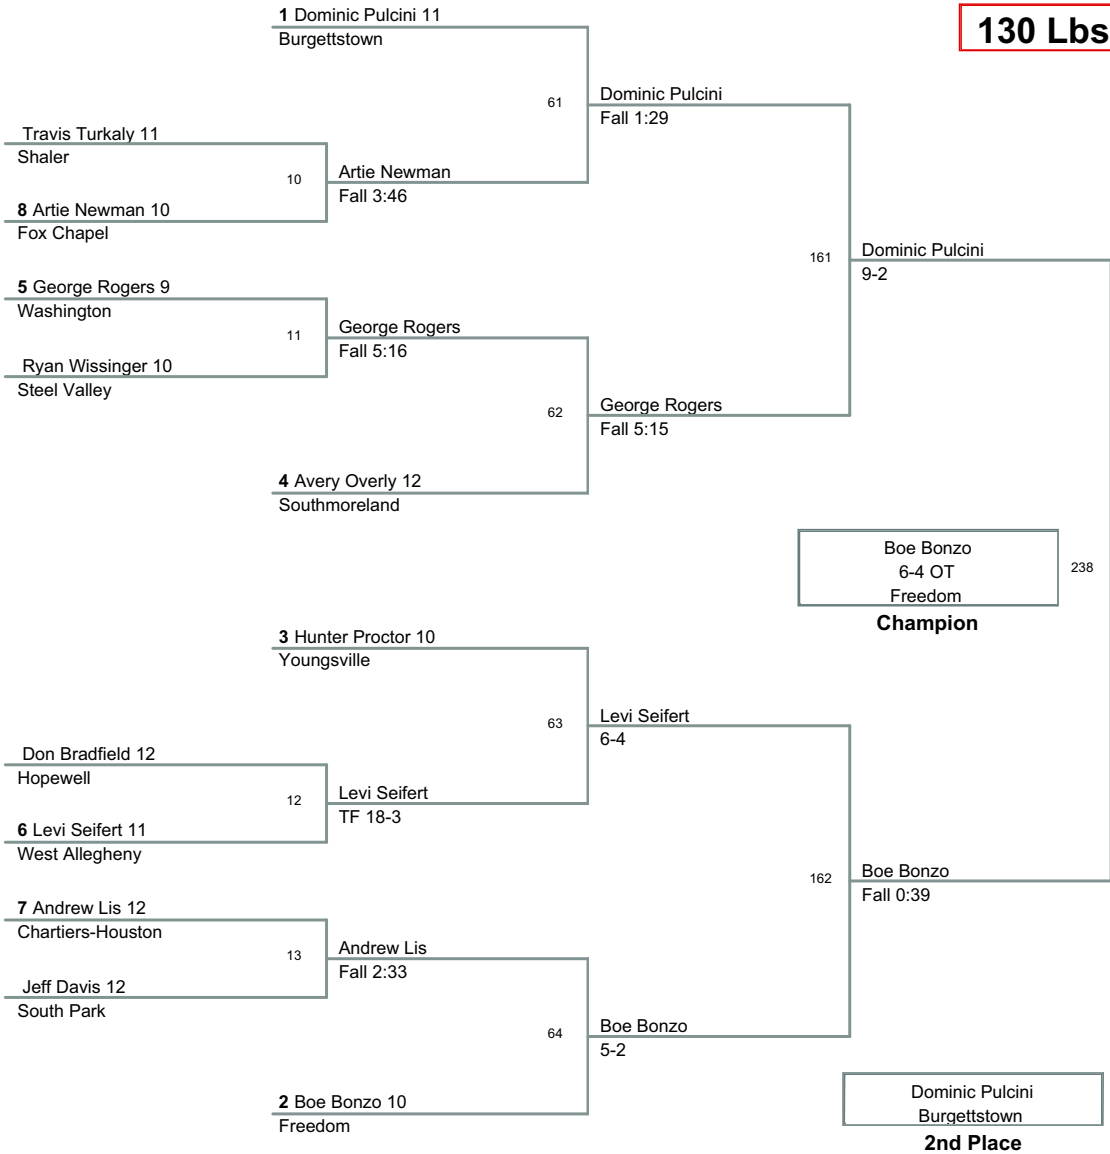 1 Dominic Pulcini 11
Burgettstown
130 Lbs
61
Dominic Pulcini
Fall 1:29
Travis Turkaly 11
Shaler
10
Artie Newman
Fall 3:46
8 Artie Newman 10
Fox Chapel
161
Dominic Pulcini
9-2
5 George Rogers 9
Washington
11
George Rogers
Fall 5:16
Ryan Wissinger 10
Steel Valley
62
George Rogers
Fall 5:15
4 Avery Overly 12
Southmoreland
Boe Bonzo
6-4 OT
Freedom
238
Champion
3 Hunter Proctor 10
Youngsville
63
Levi Seifert
6-4
Don Bradfield 12
Hopewell
12
Levi Seifert
TF 18-3
6 Levi Seifert 11
West Allegheny
162
Boe Bonzo
Fall 0:39
7 Andrew Lis 12
Chartiers-Houston
13
Andrew Lis
Fall 2:33
Jeff Davis 12
South Park
64
Boe Bonzo
5-2
2 Boe Bonzo 10
Freedom
Dominic Pulcini
Burgettstown
2nd Place